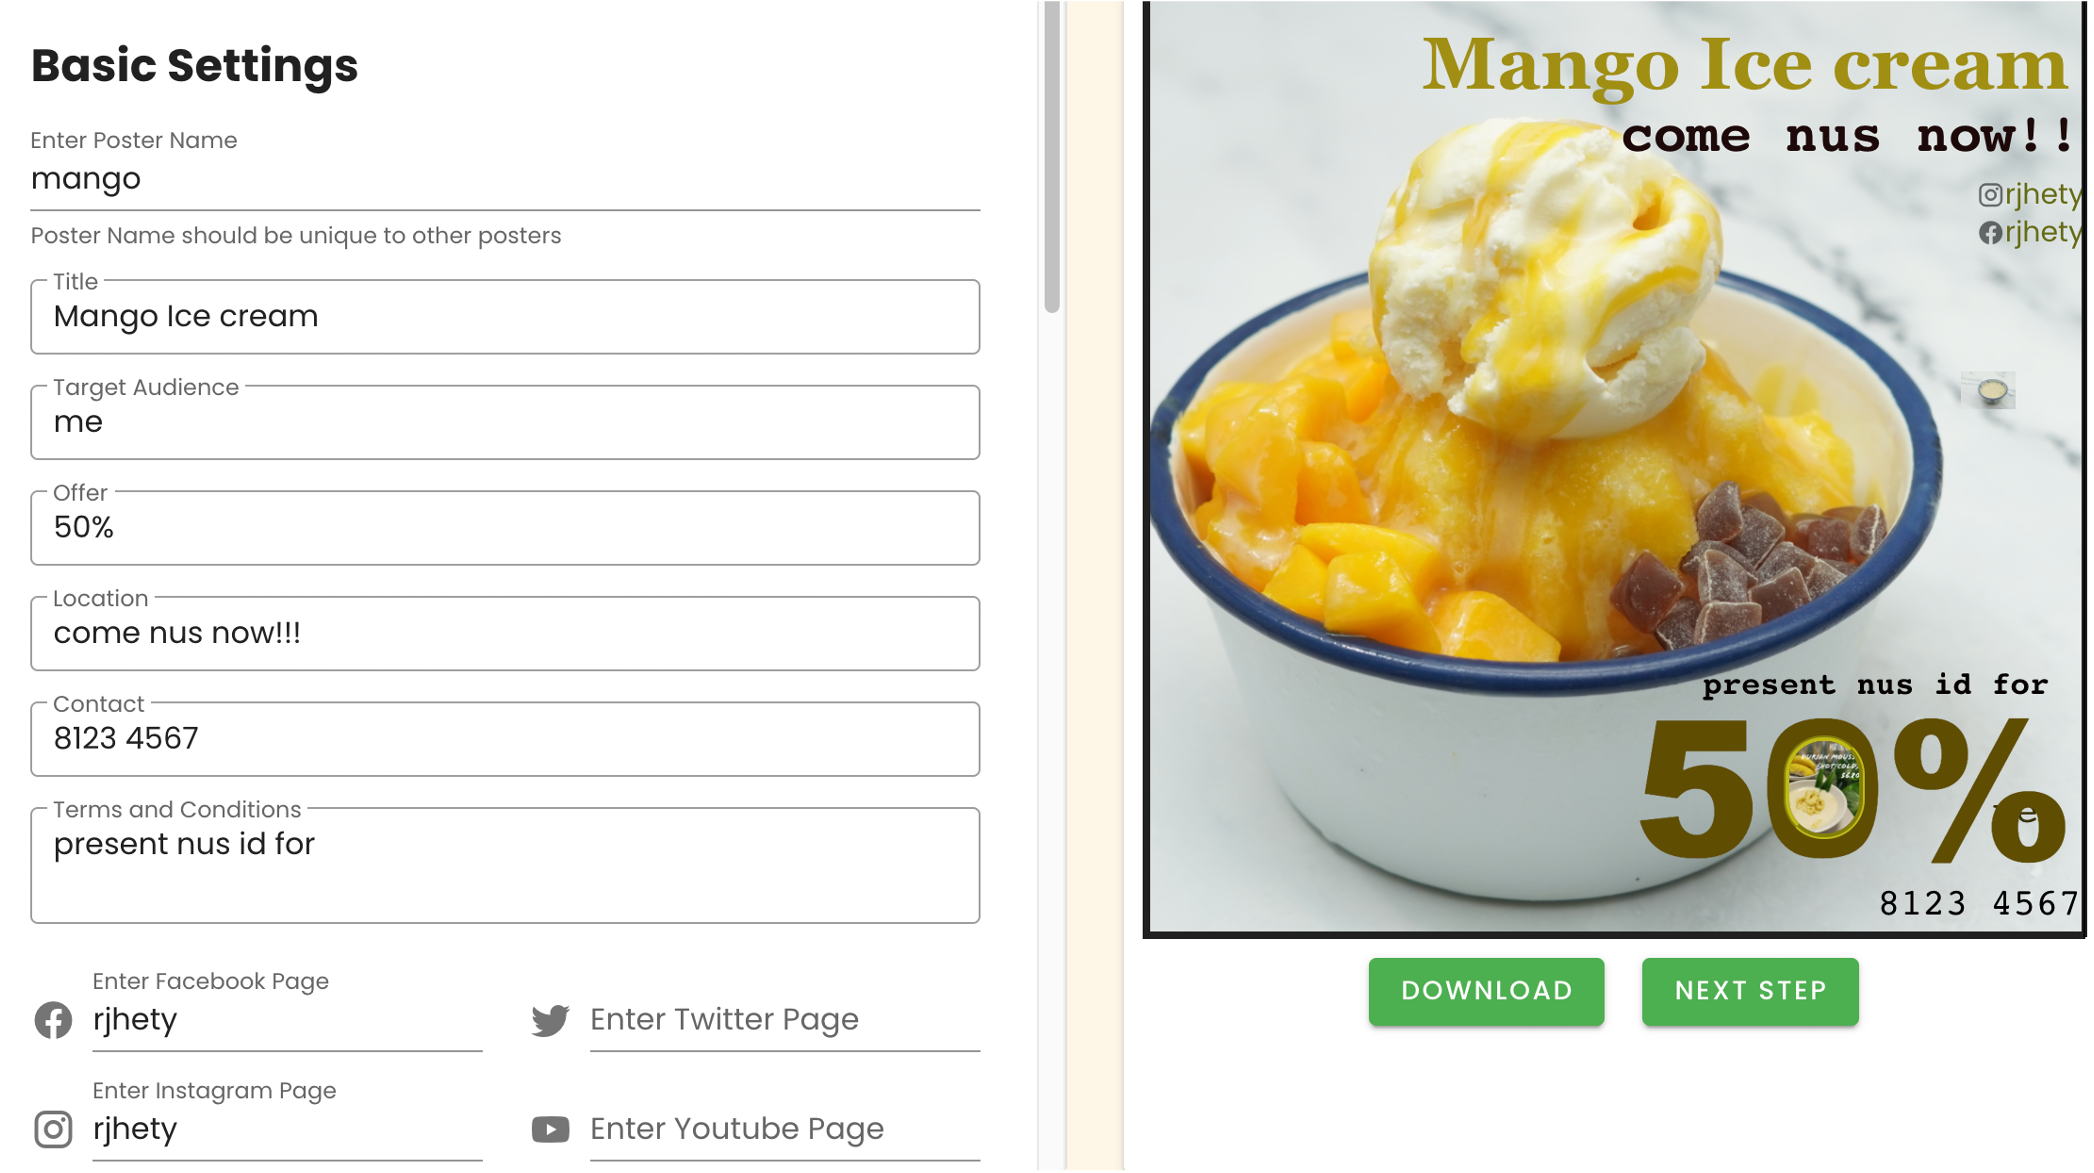 Basic Settings
Enter Poster Name
mango
Poster Name should be unique to other posters
Title
Mango Ice cream
Target Audience
me
Offer
50%
Location
come nus now!!!
Contact
8123 4567
Terms and Conditions
present nus id for
Enter Facebook Page
rjhety
Enter Twitter Page
Enter Instagram Page
rjhety
Enter Youtube Page
Mango Ice cream
come nus now!!
rjhety
rjhety
present nus id for
50%
8123 4567
DOWNLOAD
NEXT STEP